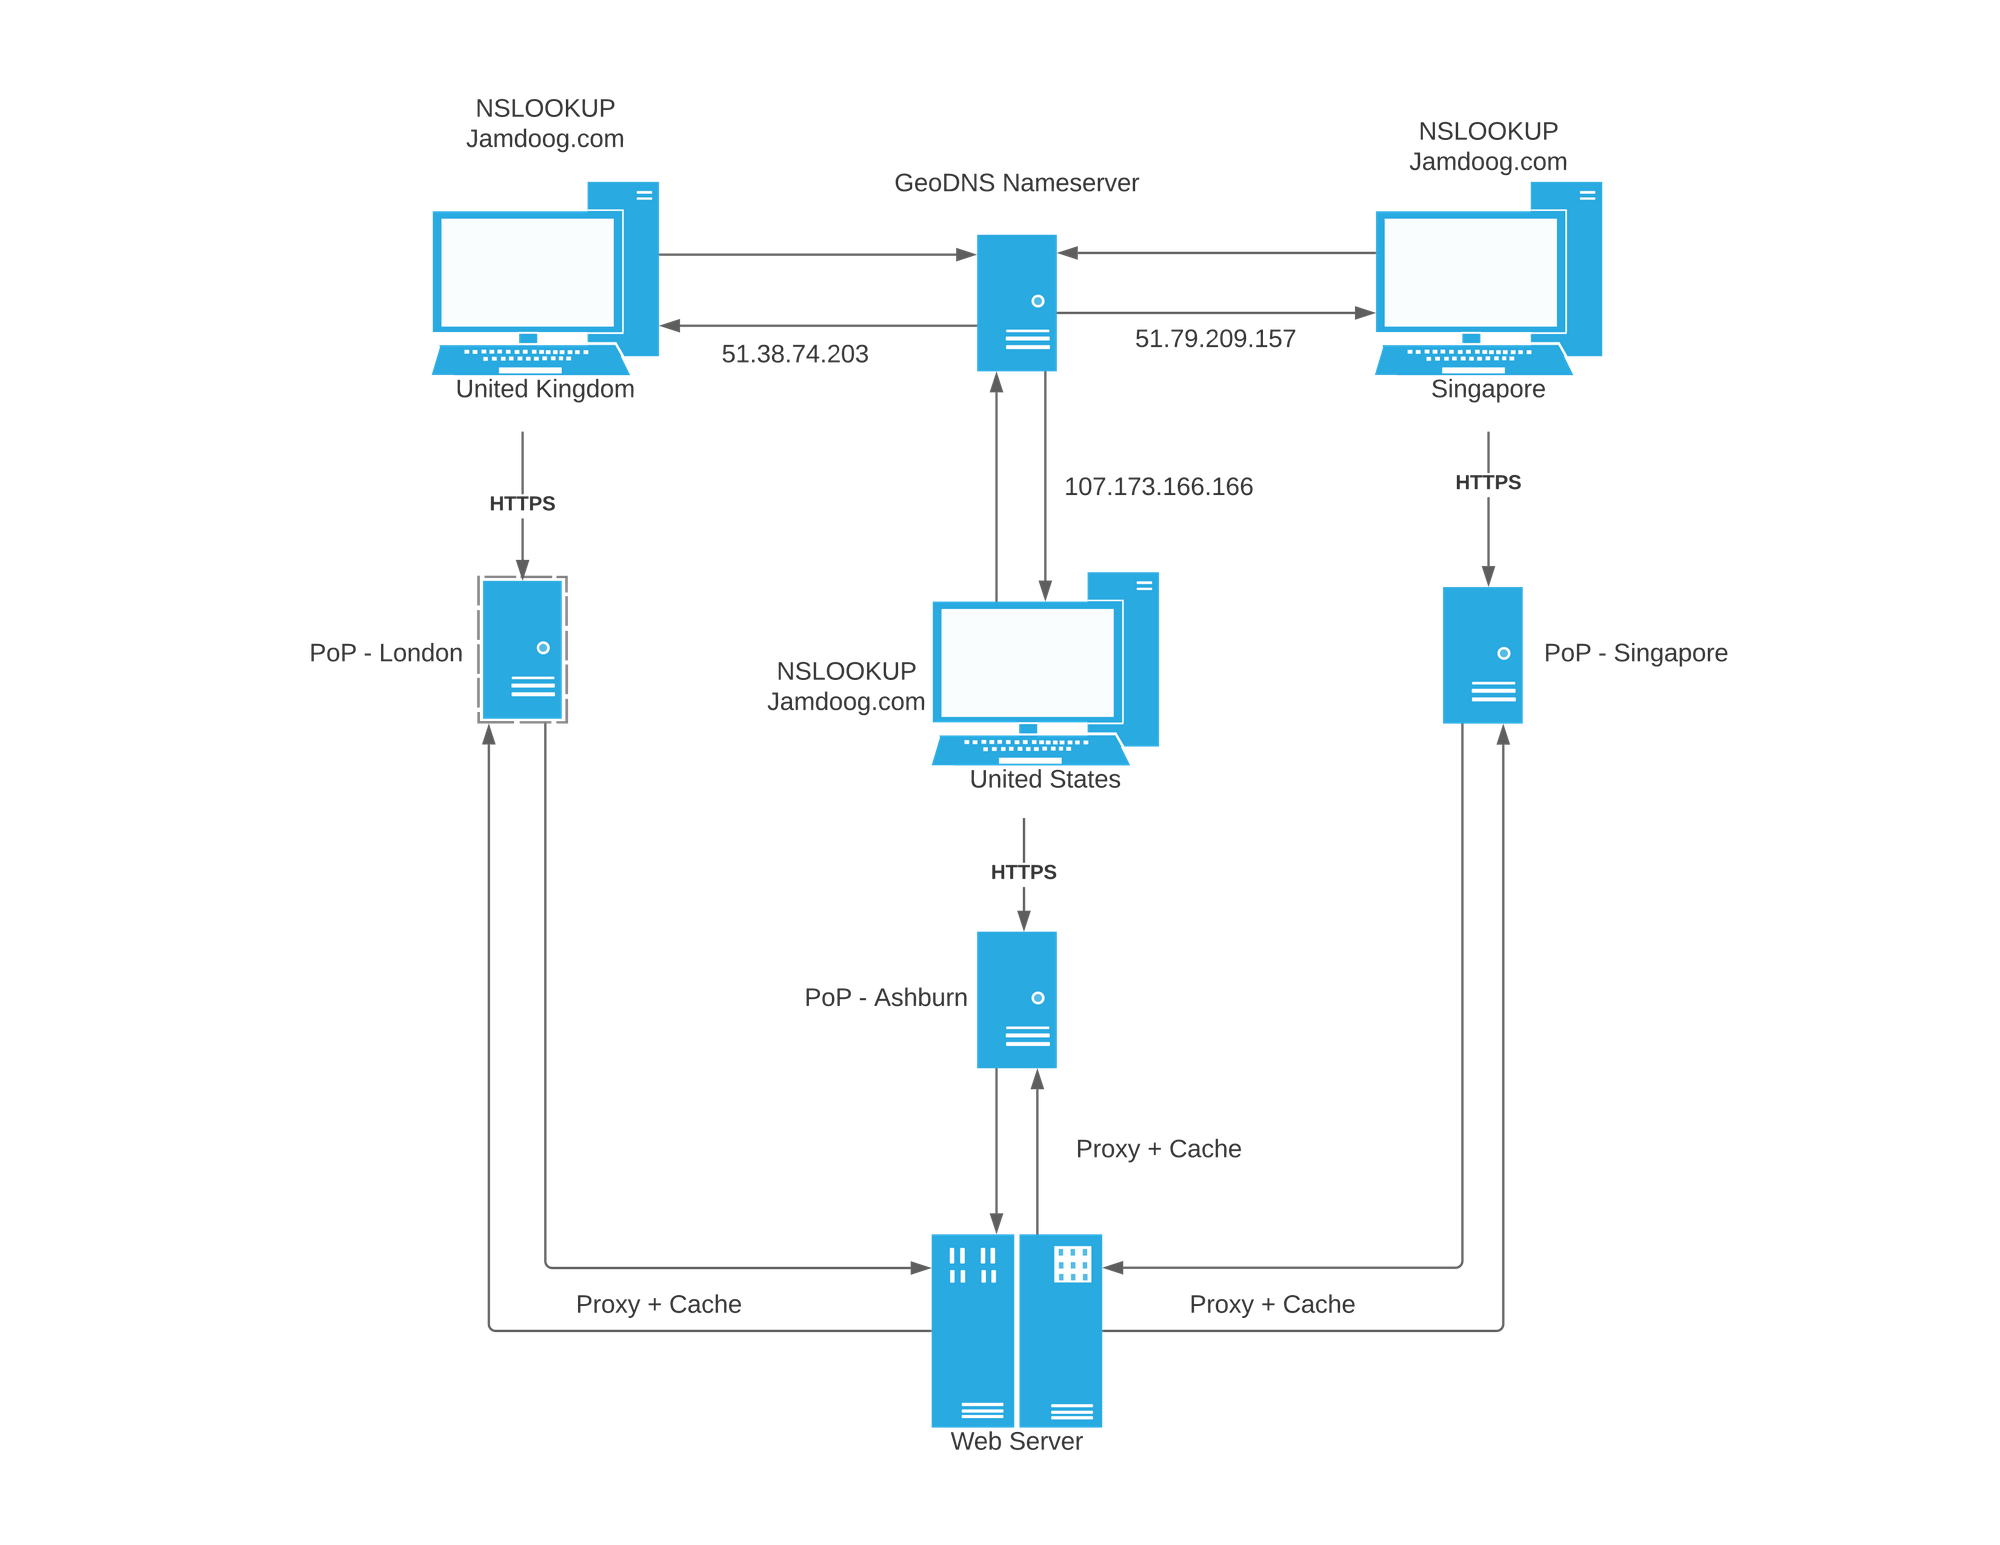 NSLOOKUP
Jamdoog.com
NSLOOKUP
Jamdoog.com
GeoDNS Nameserver
51.38.74.203
51.79.209.157
United Kingdom
Singapore
107.173.166.166
HTTPS
HTTPS
PoP - London
PoP - Singapore
NSLOOKUP
Jamdoog.com
United States
HTTPS
PoP - Ashburn
Proxy + Cache
Proxy + Cache
Proxy + Cache
Web Server